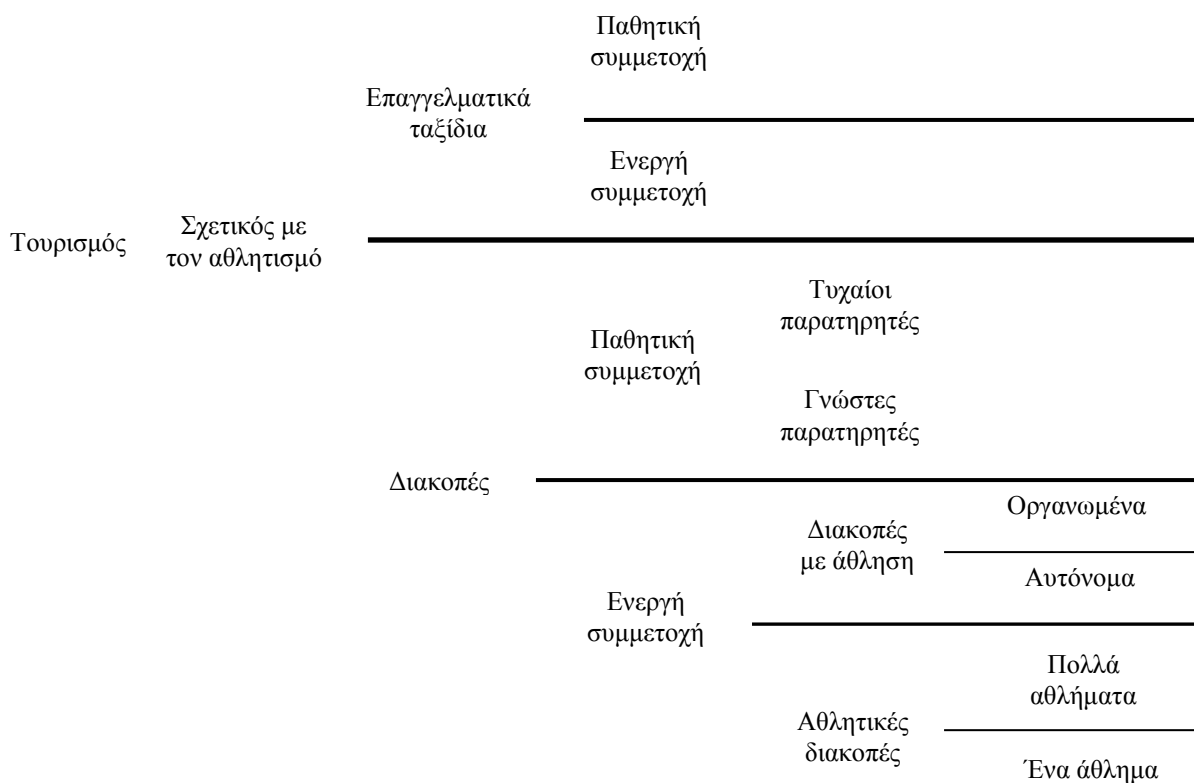 Παθητική
συμμετοχή
Επαγγελματικά
ταξίδια
Ενεργή
συμμετοχή
Τουρισμός
Σχετικός με
τον αθλητισμό
Τυχαίοι
παρατηρητές
Παθητική
συμμετοχή
Γνώστες
παρατηρητές
Διακοπές
Οργανωμένα
Διακοπές
με άθληση
Αυτόνομα
Ενεργή
συμμετοχή
Πολλά
αθλήματα
Αθλητικές
διακοπές
Ένα άθλημα